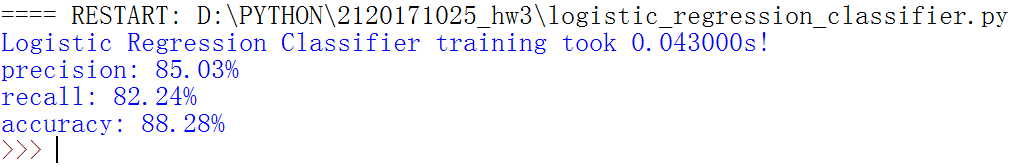 ==== RESTART: D:\PYTHON\2120171025_hw3\logistic_regression_classifier.py
Logistic Regression Classifier training took 0.043000s!
precision: 85.03%
recall: 82.24%
accuracy: 88.28%
>>>